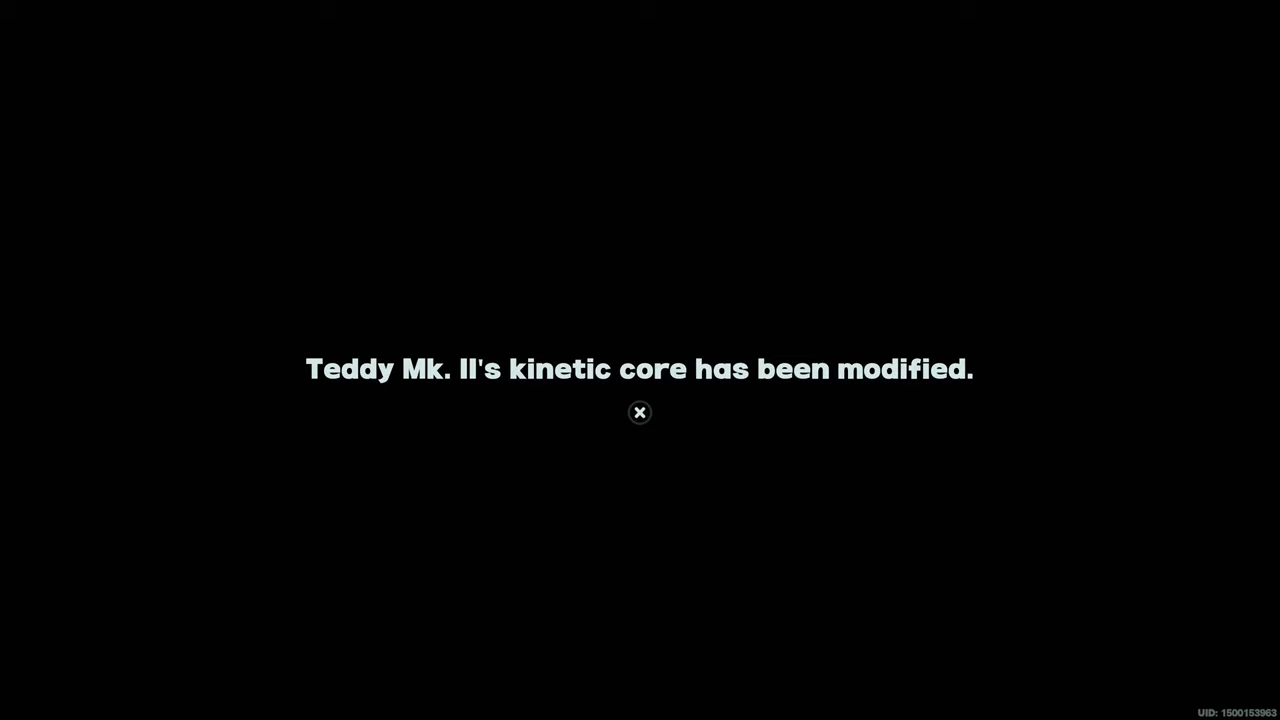 Teddy Mk. II's kinetic core has been modified.
UID: 1500153963